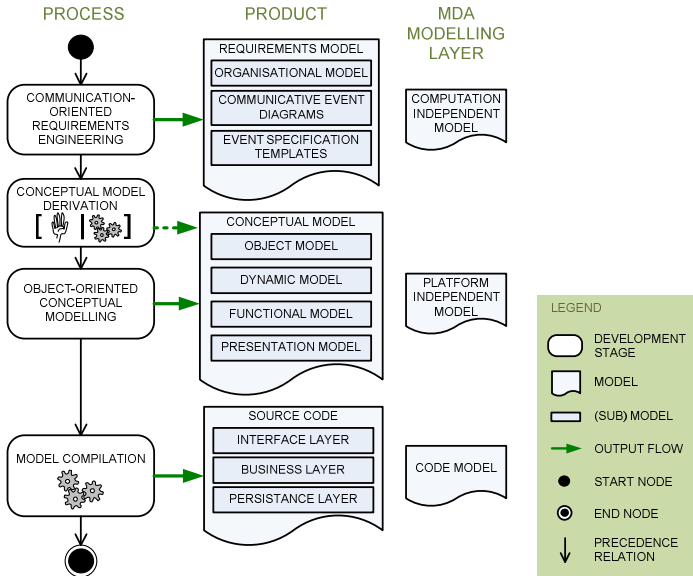 PROCESS
PRODUCT
MDA
MODELLING
LAYER
COMMUNICATION-
ORIENTED
REQUIREMENTS
ENGINEERING
REQUIREMENTS MODEL
ORGANISATIONAL MODEL
COMMUNICATIVE EVENT
DIAGRAMS
EVENT SPECIFICATION
TEMPLATES
COMPUTATION
INDEPENDENT
MODEL
CONCEPTUAL MODEL
DERIVATION
[ | ]
OBJECT-ORIENTED
CONCEPTUAL
MODELLING
CONCEPTUAL MODEL
OBJECT MODEL
DYNAMIC MODEL
FUNCTIONAL MODEL
PRESENTATION MODEL
PLATFORM
INDEPENDENT
MODEL
MODEL COMPILATION
SOURCE CODE
INTERFACE LAYER
BUSINESS LAYER
PERSISTANCE LAYER
CODE MODEL
LEGEND
DEVELOPMENT
STAGE
MODEL
(SUB) MODEL
OUTPUT FLOW
START NODE
END NODE
PRECEDENCE
RELATION